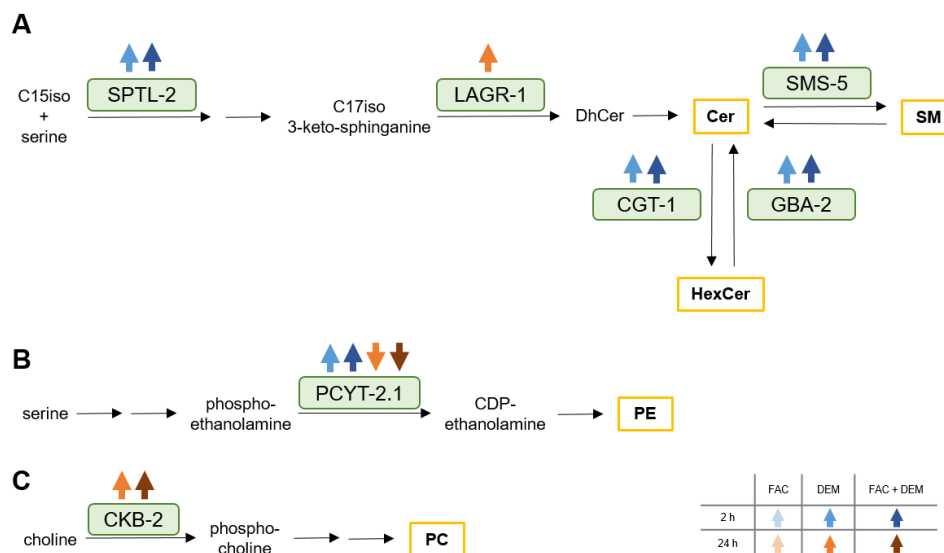 A
C15iso
+
serine
SPTL-2
C17iso
3-keto-sphinganine
LAGR-1
DhCer
Cer
SMS-5
SM
CGT-1
GBA-2
HexCer
B
serine
phospho-
ethanolamine
PCYT-2.1
CDP-
ethanolamine
PE
C
choline
CKB-2
phospho-
choline
PC
FAC DEM FAC + DEM
2 h
24 h